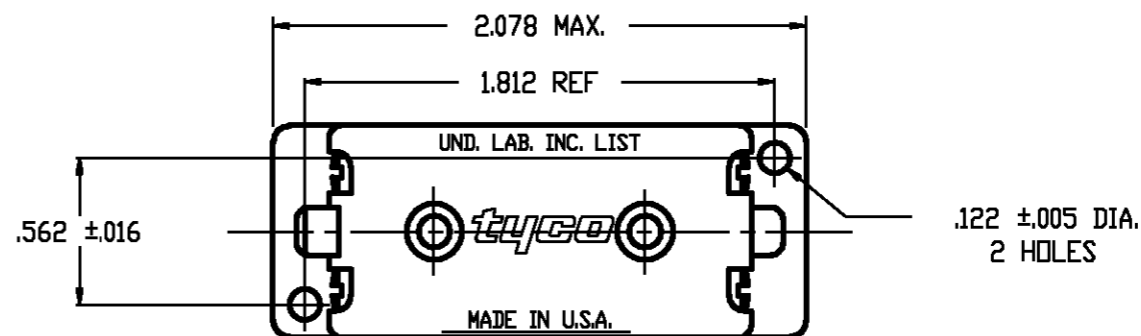 2.078 MAX.
1.812 REF
UND. LAB. INC. LIST
.562 ±.016
tyco
.122 ±.005 DIA.
2 HOLES
MADE IN U.S.A.